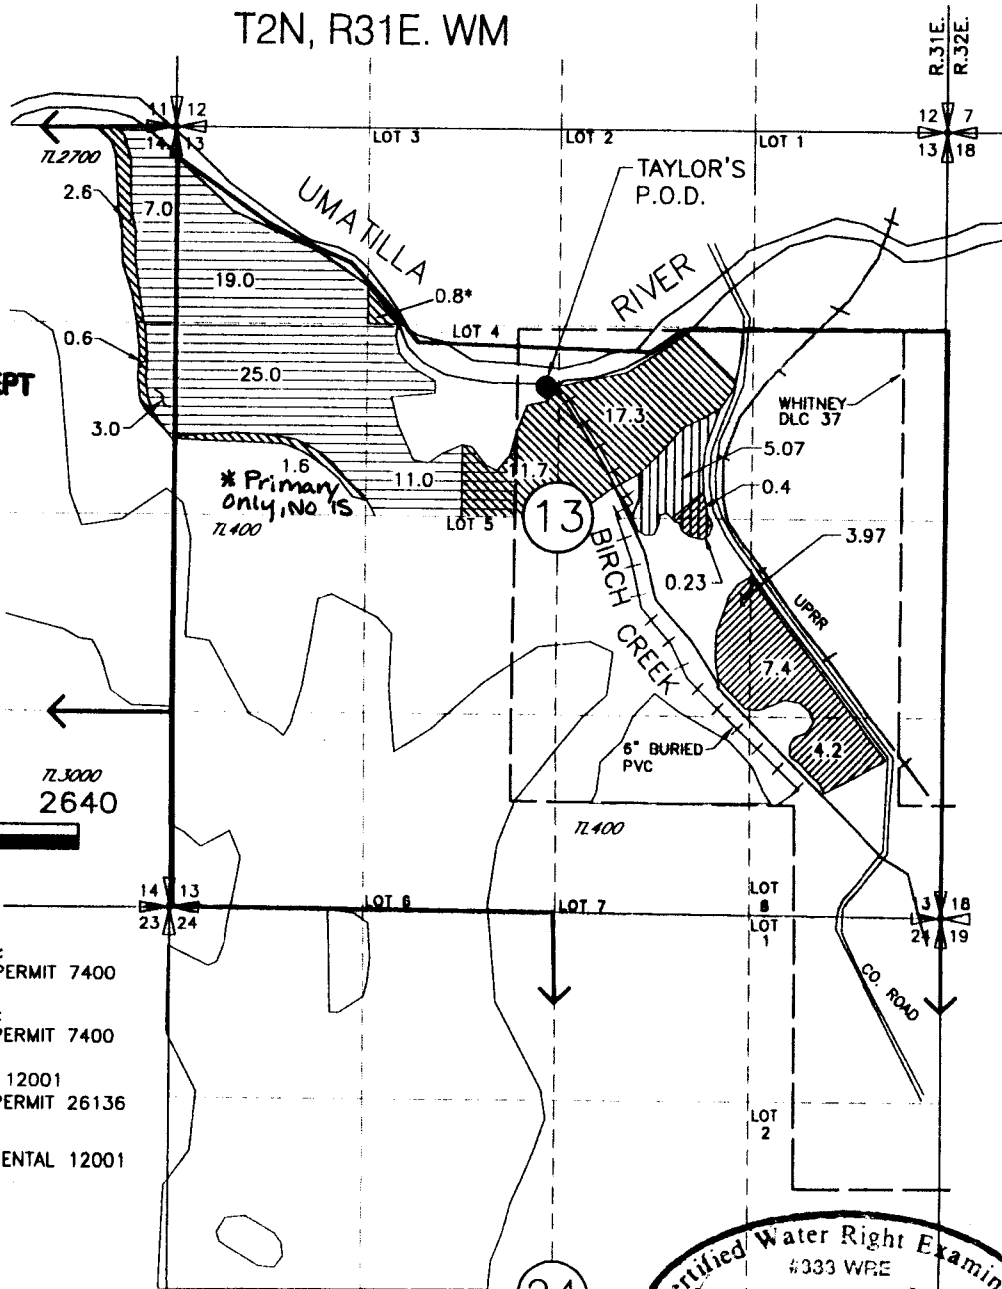 T2N, R31E. WM
R.31E.
R.32E.
11 12
14 13
LOT 3
LOT 2
LOT 1
12 7
13 18
TL2700
TAYLOR'S
P.O.D.
2.6
7.0
UMATILLA
RIVER
19.0
0.8*
LOT 4
0.6
25.0
EPT
WHITNEY
DLC 37
17.3
3.0
5.07
1.6
* Primary
Only, No IS
11.0
1.7
0.4
LOT 5
13
TL400
3.97
BIRCH CREEK
0.23
UPRR
7.4
6" BURIED
PVC
4.2
TL3000
2640
TL400
14 13
23 24
LOT 6
LOT 7
LOT
8
LOT
1
3 18
24 19
PERMIT 7400
CO. ROAD
PERMIT 7400
12001
PERMIT 26136
LOT
2
ENTAL 12001
rtified Water Right Examin
#333 WRE
24